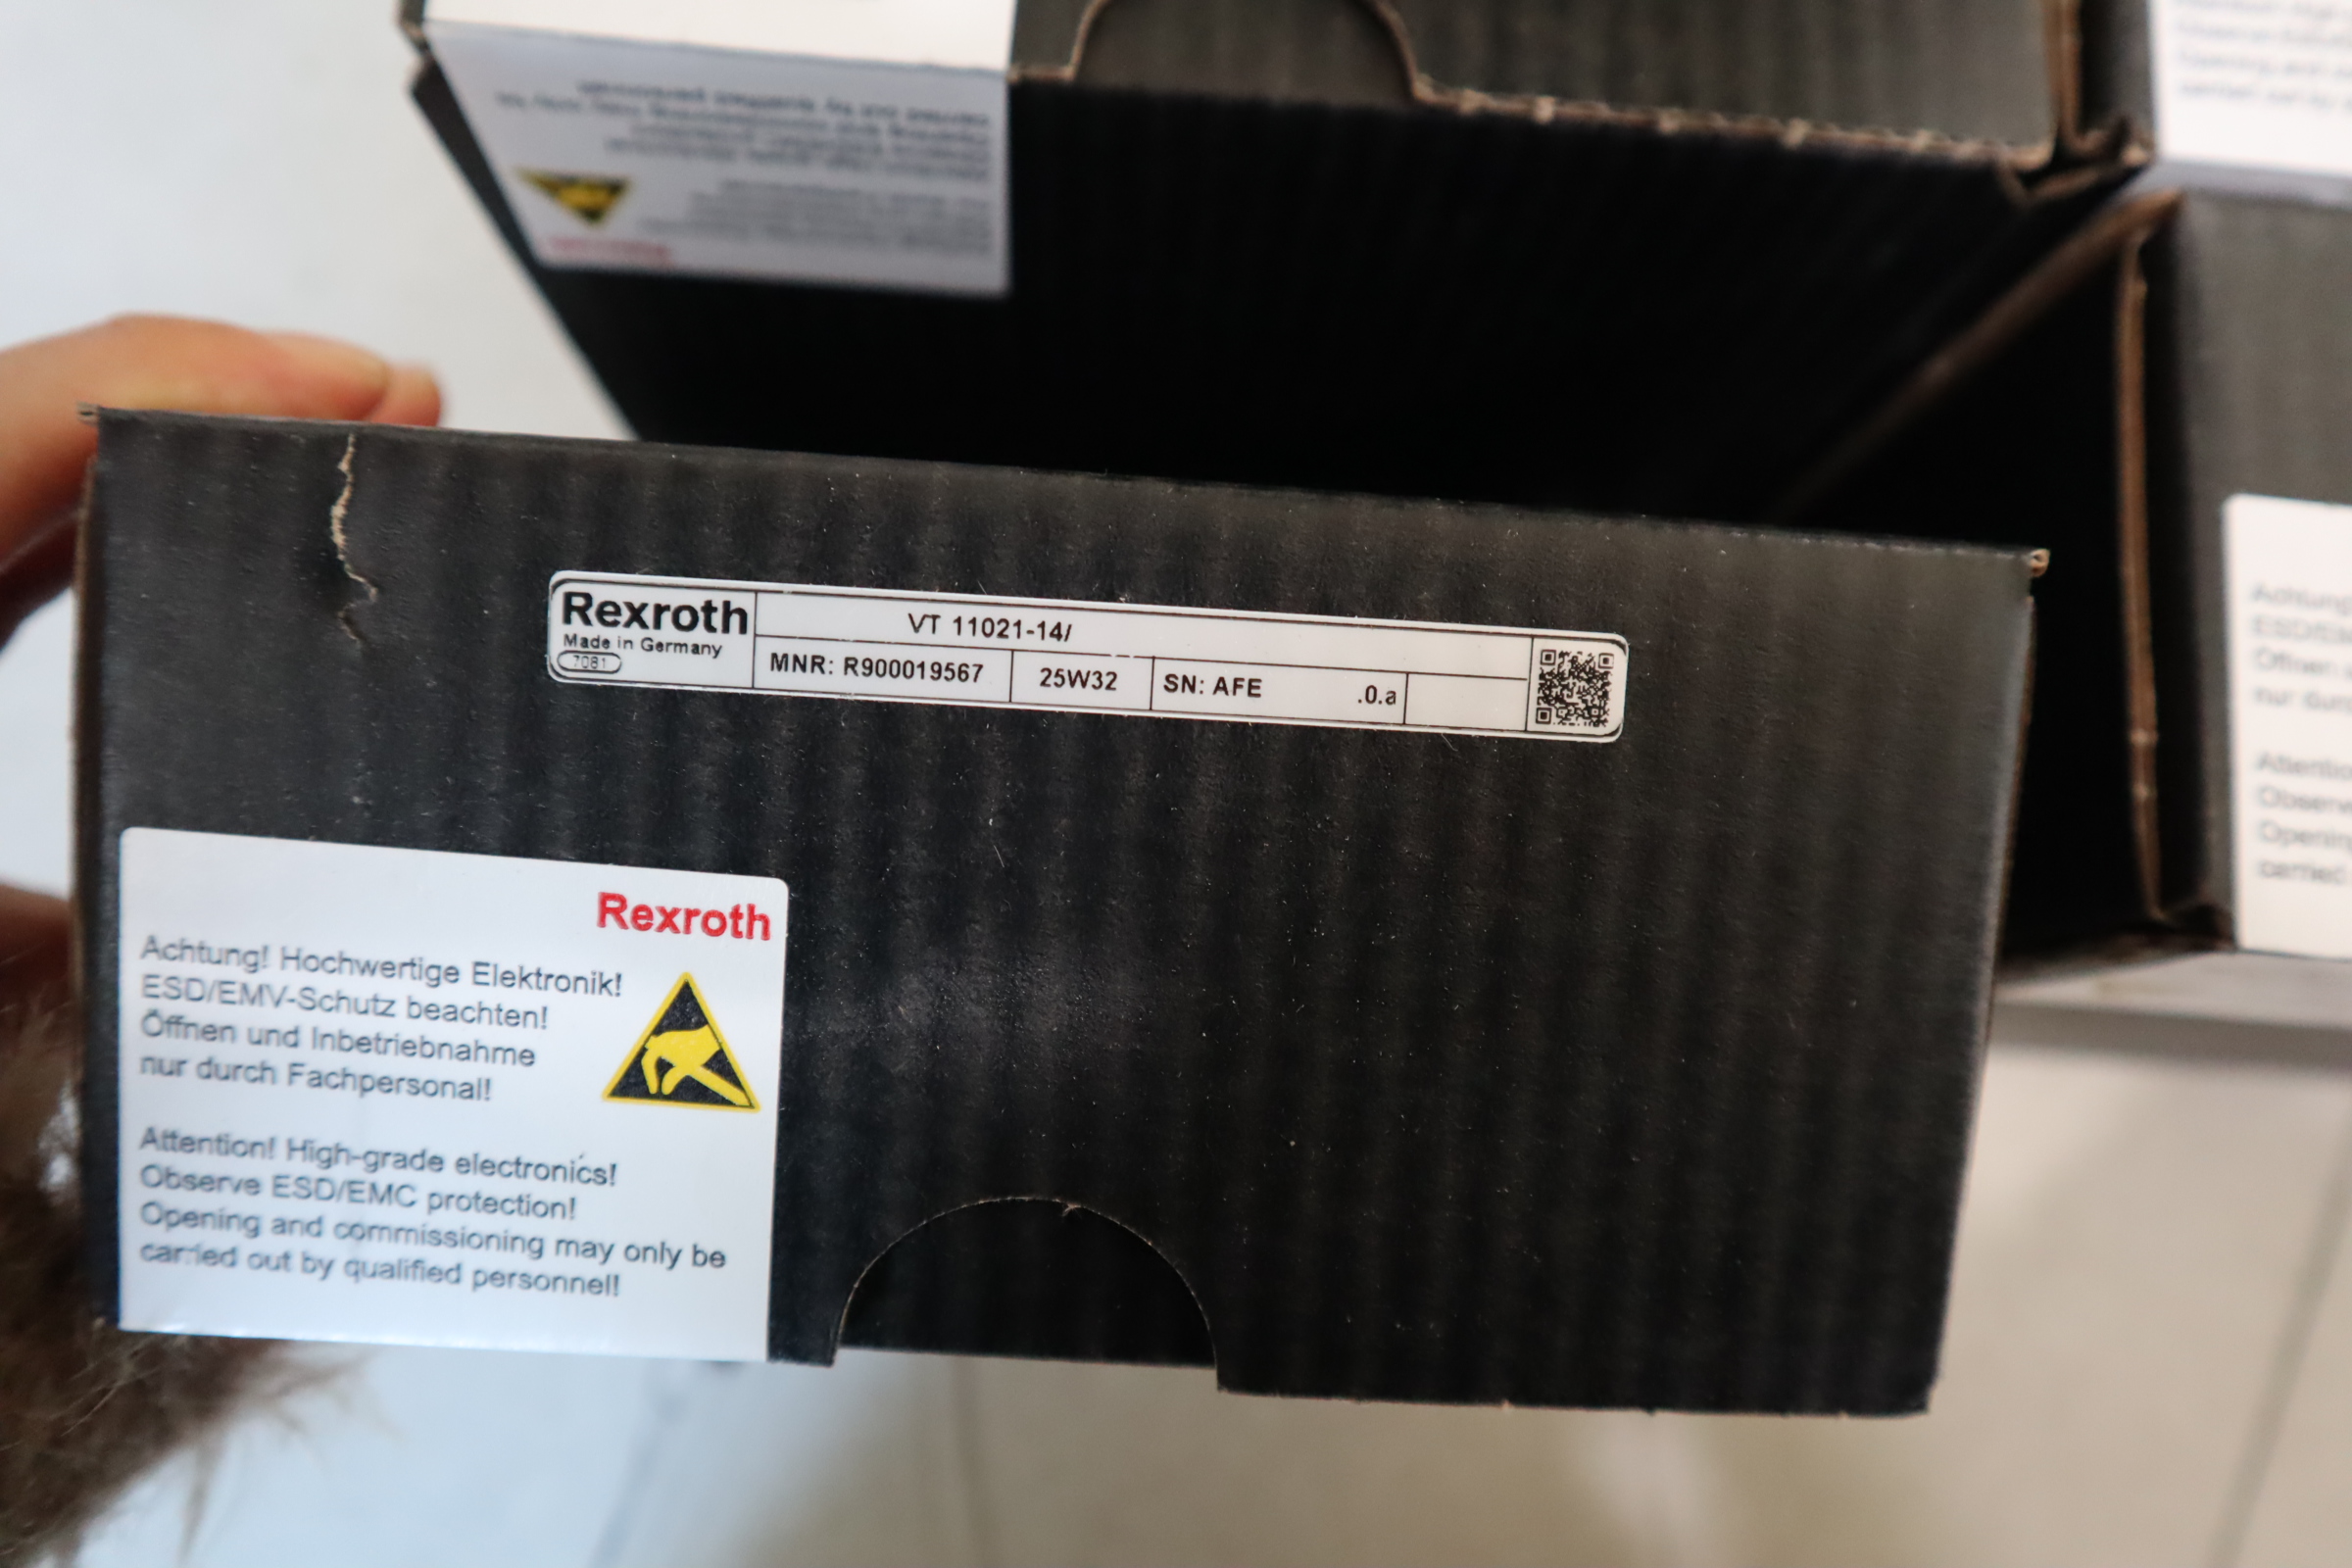 Rexroth
Made in Germany
7081
VT 11021-14/
MNR: R900019567
25W32
SN: AFE .0.a
Rexroth
Achtung! Hochwertige Elektronik!
ESD/EMV-Schutz beachten!
Öffnen und Inbetriebnahme
nur durch Fachpersonal!
Attention! High-grade electronics!
Observe ESD/EMC protection!
Opening and commissioning may only be
carried out by qualified personnel!